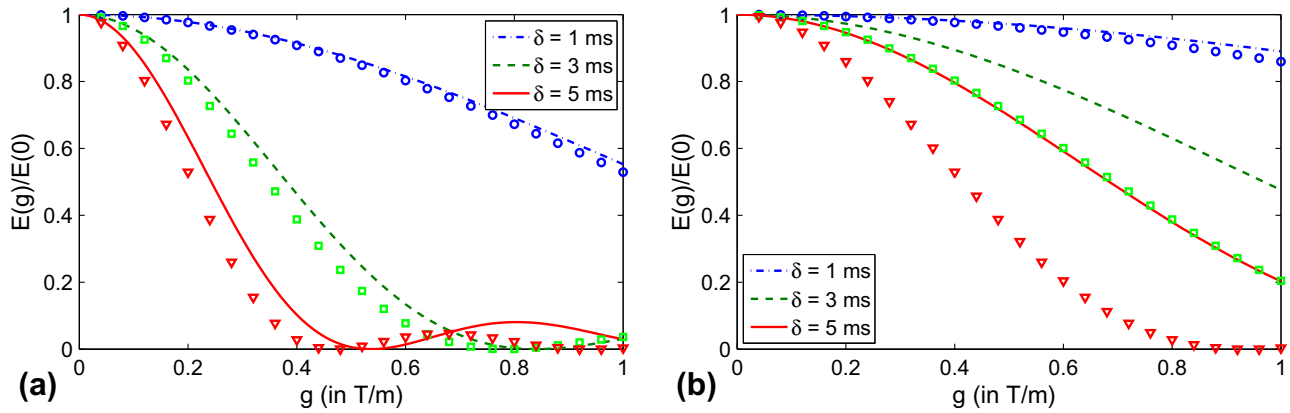 1
0.8
0.6
0.4
0.2
0
E(g)/E(0)
δ = 1 ms
δ = 3 ms
δ = 5 ms
0 0.2 0.4 0.6 0.8 1
g (in T/m)
(a)
1
0.8
0.6
0.4
0.2
0
E(g)/E(0)
δ = 1 ms
δ = 3 ms
δ = 5 ms
0 0.2 0.4 0.6 0.8 1
g (in T/m)
(b)